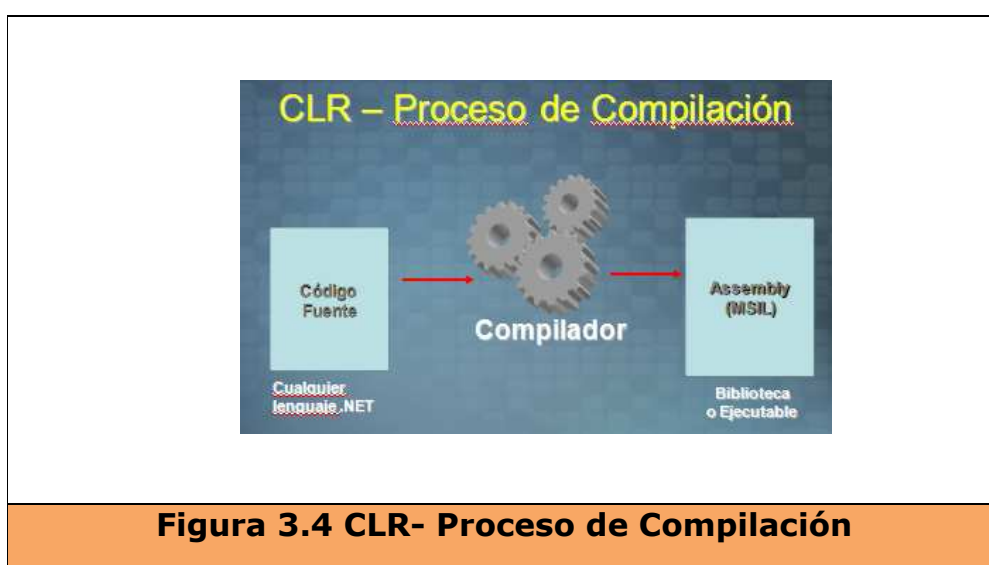 CLR – Proceso de Compilación
Código
Fuente
Cualquier
lenguaje .NET
Compilador
Assembly
(MSIL)
Biblioteca
o Ejecutable
Figura 3.4 CLR- Proceso de Compilación